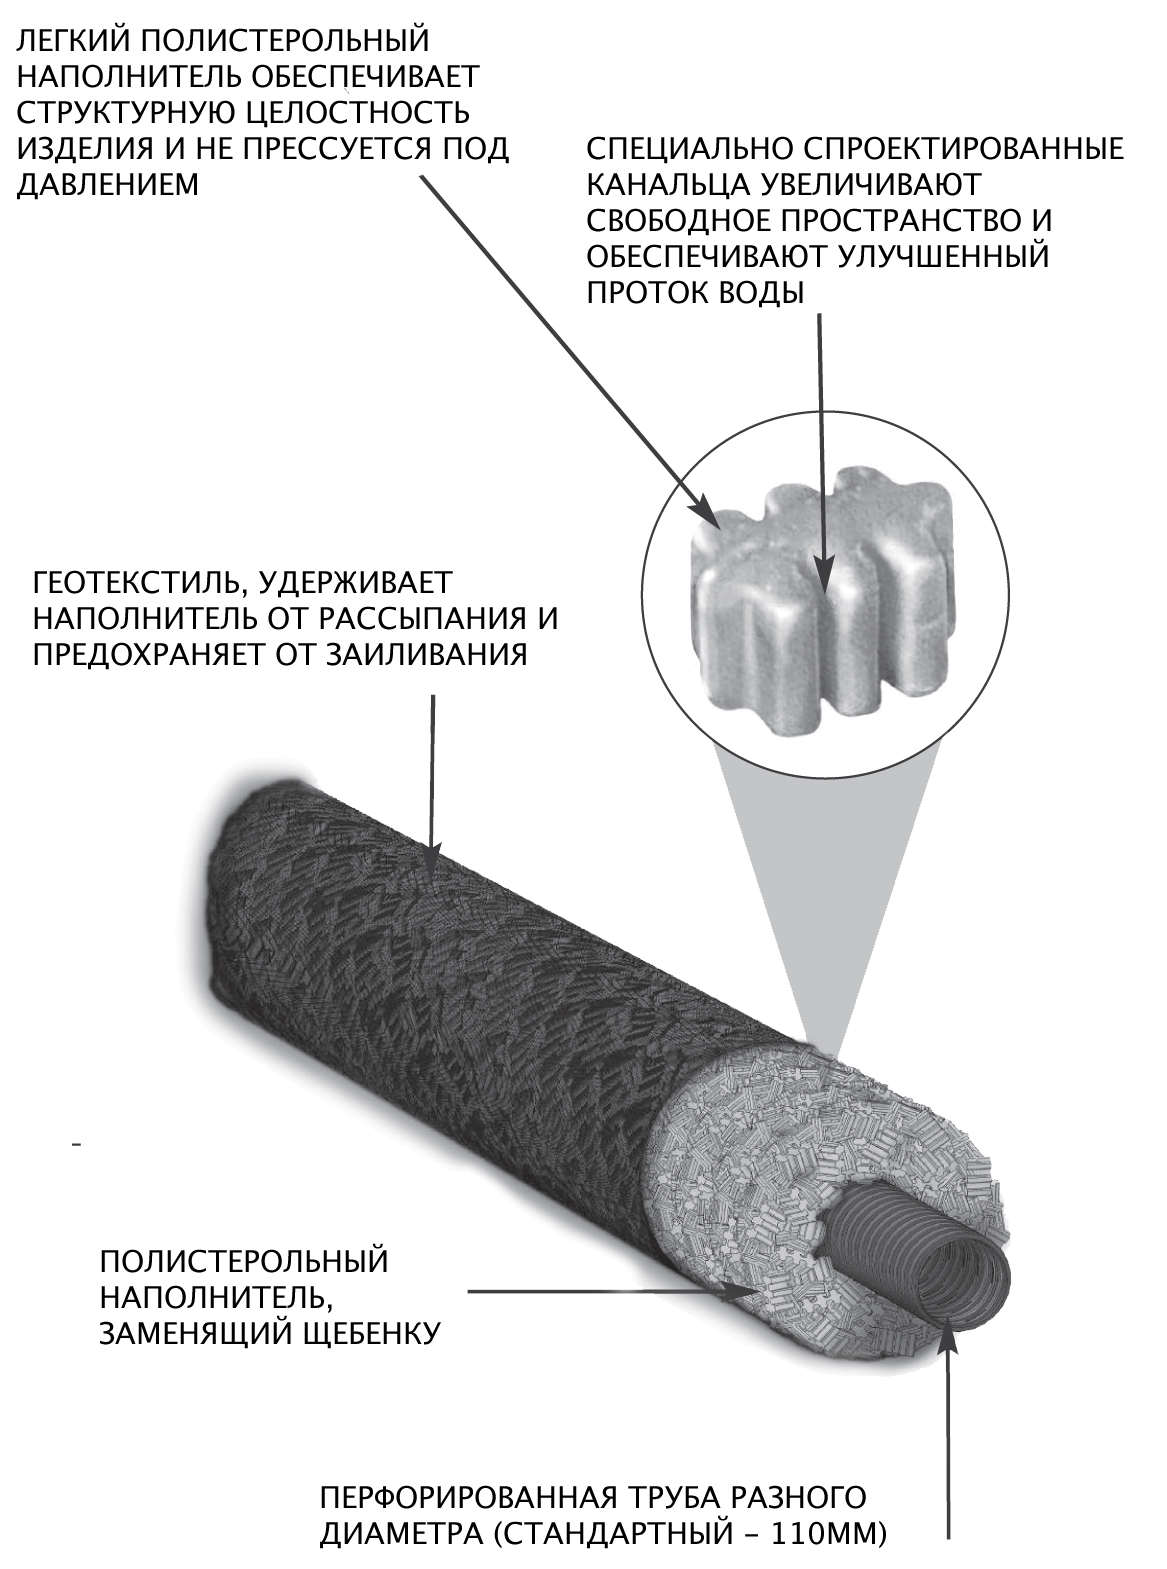 ЛЕГКИЙ ПОЛИСТЕРОЛЬНЫЙ
НАПОЛНИТЕЛЬ ОБЕСПЕЧИВАЕТ
СТРУКТУРНУЮ ЦЕЛОСТНОСТЬ
ИЗДЕЛИЯ И НЕ ПРЕССУЕТСЯ ПОД
ДАВЛЕНИЕМ
СПЕЦИАЛЬНО СПРОЕКТИРОВАННЫЕ
КАНАЛЬЦА УВЕЛИЧИВАЮТ
СВОБОДНОЕ ПРОСТРАНСТВО И
ОБЕСПЕЧИВАЮТ УЛУЧШЕННЫЙ
ПРОТОК ВОДЫ
ГЕОТЕКСТИЛЬ, УДЕРЖИВАЕТ
НАПОЛНИТЕЛЬ ОТ РАССЫПАНИЯ И
ПРЕДОХРАНЯЕТ ОТ ЗАИЛИВАНИЯ
-
ПОЛИСТЕРОЛЬНЫЙ
НАПОЛНИТЕЛЬ,
ЗАМЕНЯЩИЙ ЩЕБЕНКУ
ПЕРФОРИРОВАННАЯ ТРУБА РАЗНОГО
ДИАМЕТРА (СТАНДАРТНЫЙ – 110ММ)